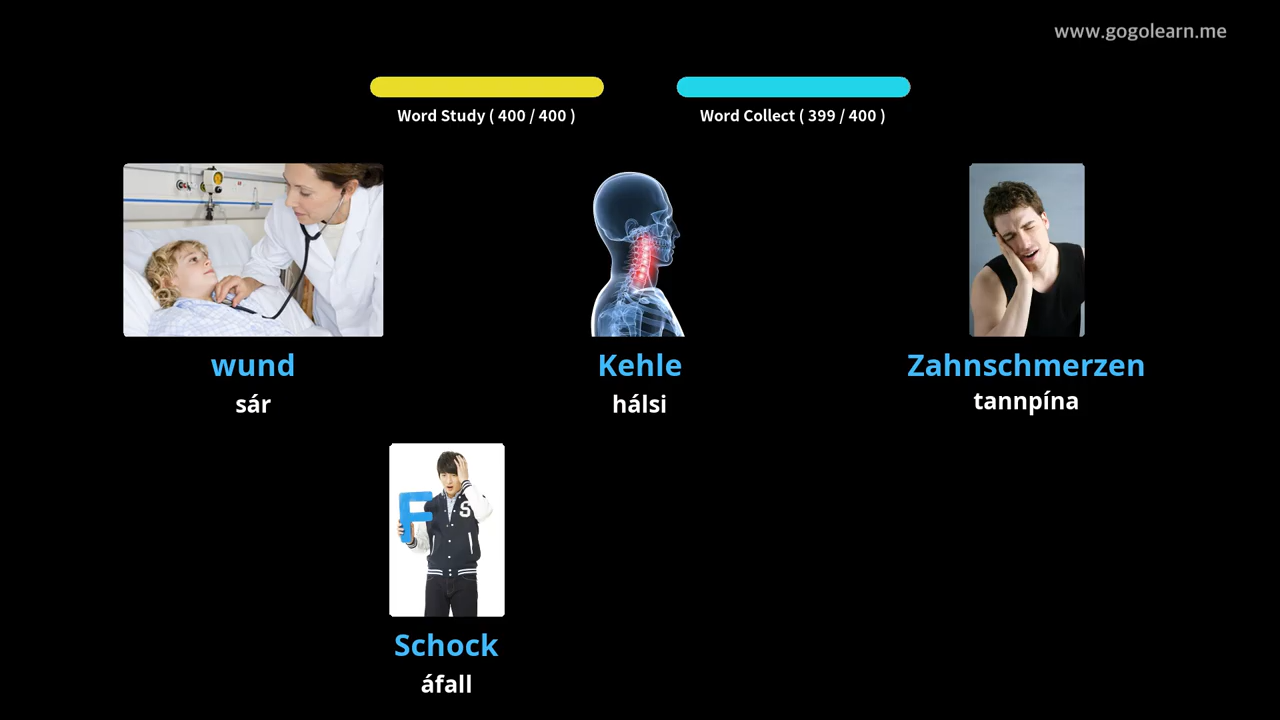 www.gogolearn.me
Word Study ( 400 / 400 )
Word Collect ( 399 / 400 )
wund
sár
Kehle
hálsi
Zahnschmerzen
tannpína
F
S
Schock
áfall